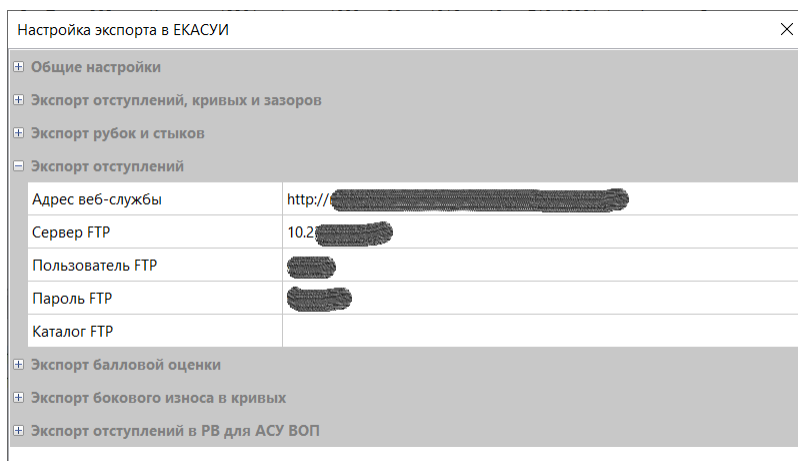 Настройка экспорта в ЕКАСУИ
Общие настройки
Экспорт отступлений, кривых и зазоров
Экспорт рубок и стыков
Экспорт отступлений
Адрес веб-службы http://
Сервер FTP 10.2
Пользователь FTP
Пароль FTP
Каталог FTP
Экспорт балловой оценки
Экспорт бокового износа в кривых
Экспорт отступлений в РВ для АСУ ВОП